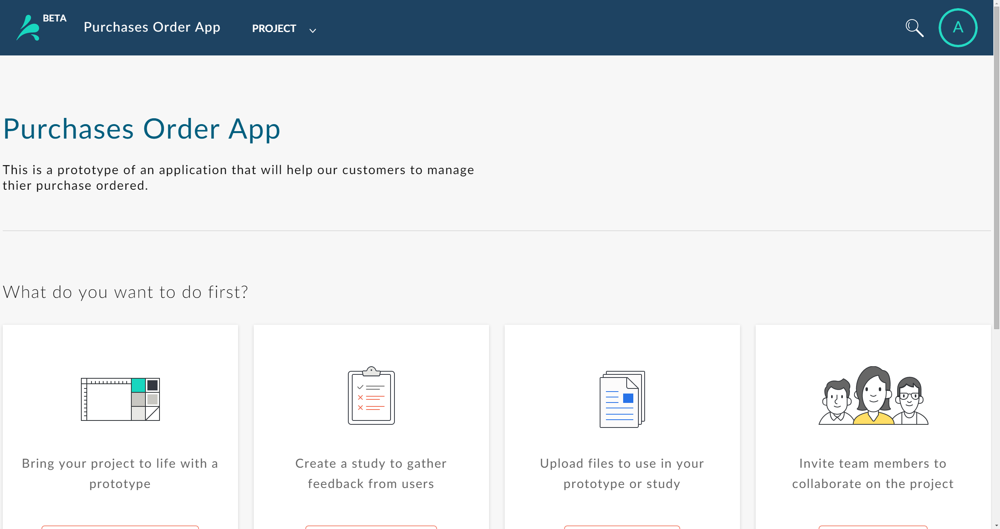 BETA
Purchases Order App
PROJECT
A
Purchases Order App
This is a prototype of an application that will help our customers to manage
thier purchase ordered.
What do you want to do first?
Bring your project to life with a
prototype
Create a study to gather
feedback from users
Upload files to use in your
prototype or study
Invite team members to
collaborate on the project